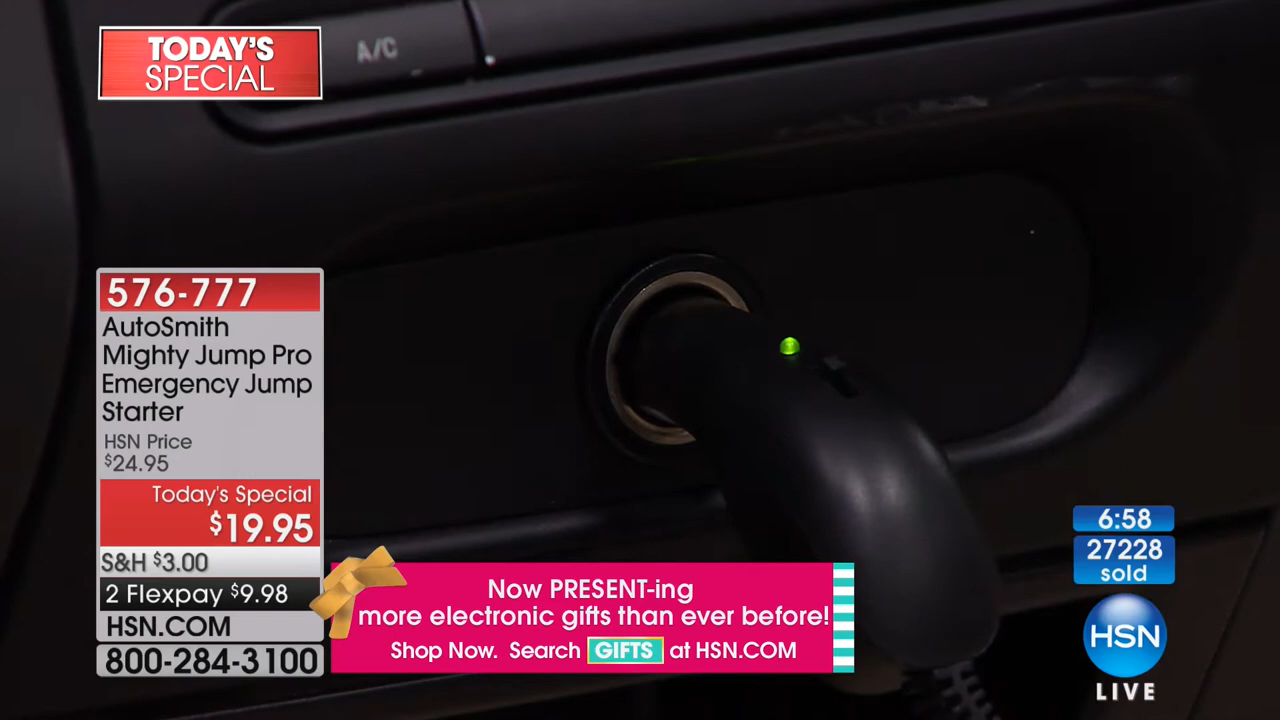 TODAY'S
SPECIAL
A/C
576-777
AutoSmith
Mighty Jump Pro
Emergency Jump
Starter
HSN Price
$24.95
Today's Special
$19.95
S&H $3.00
2 Flexpay $9.98
HSN.COM
800-284-3100
Now PRESENT-ing
more electronic gifts than ever before!
Shop Now. Search GIFTS at HSN.COM
6:58
27228
sold
HSN
LIVE